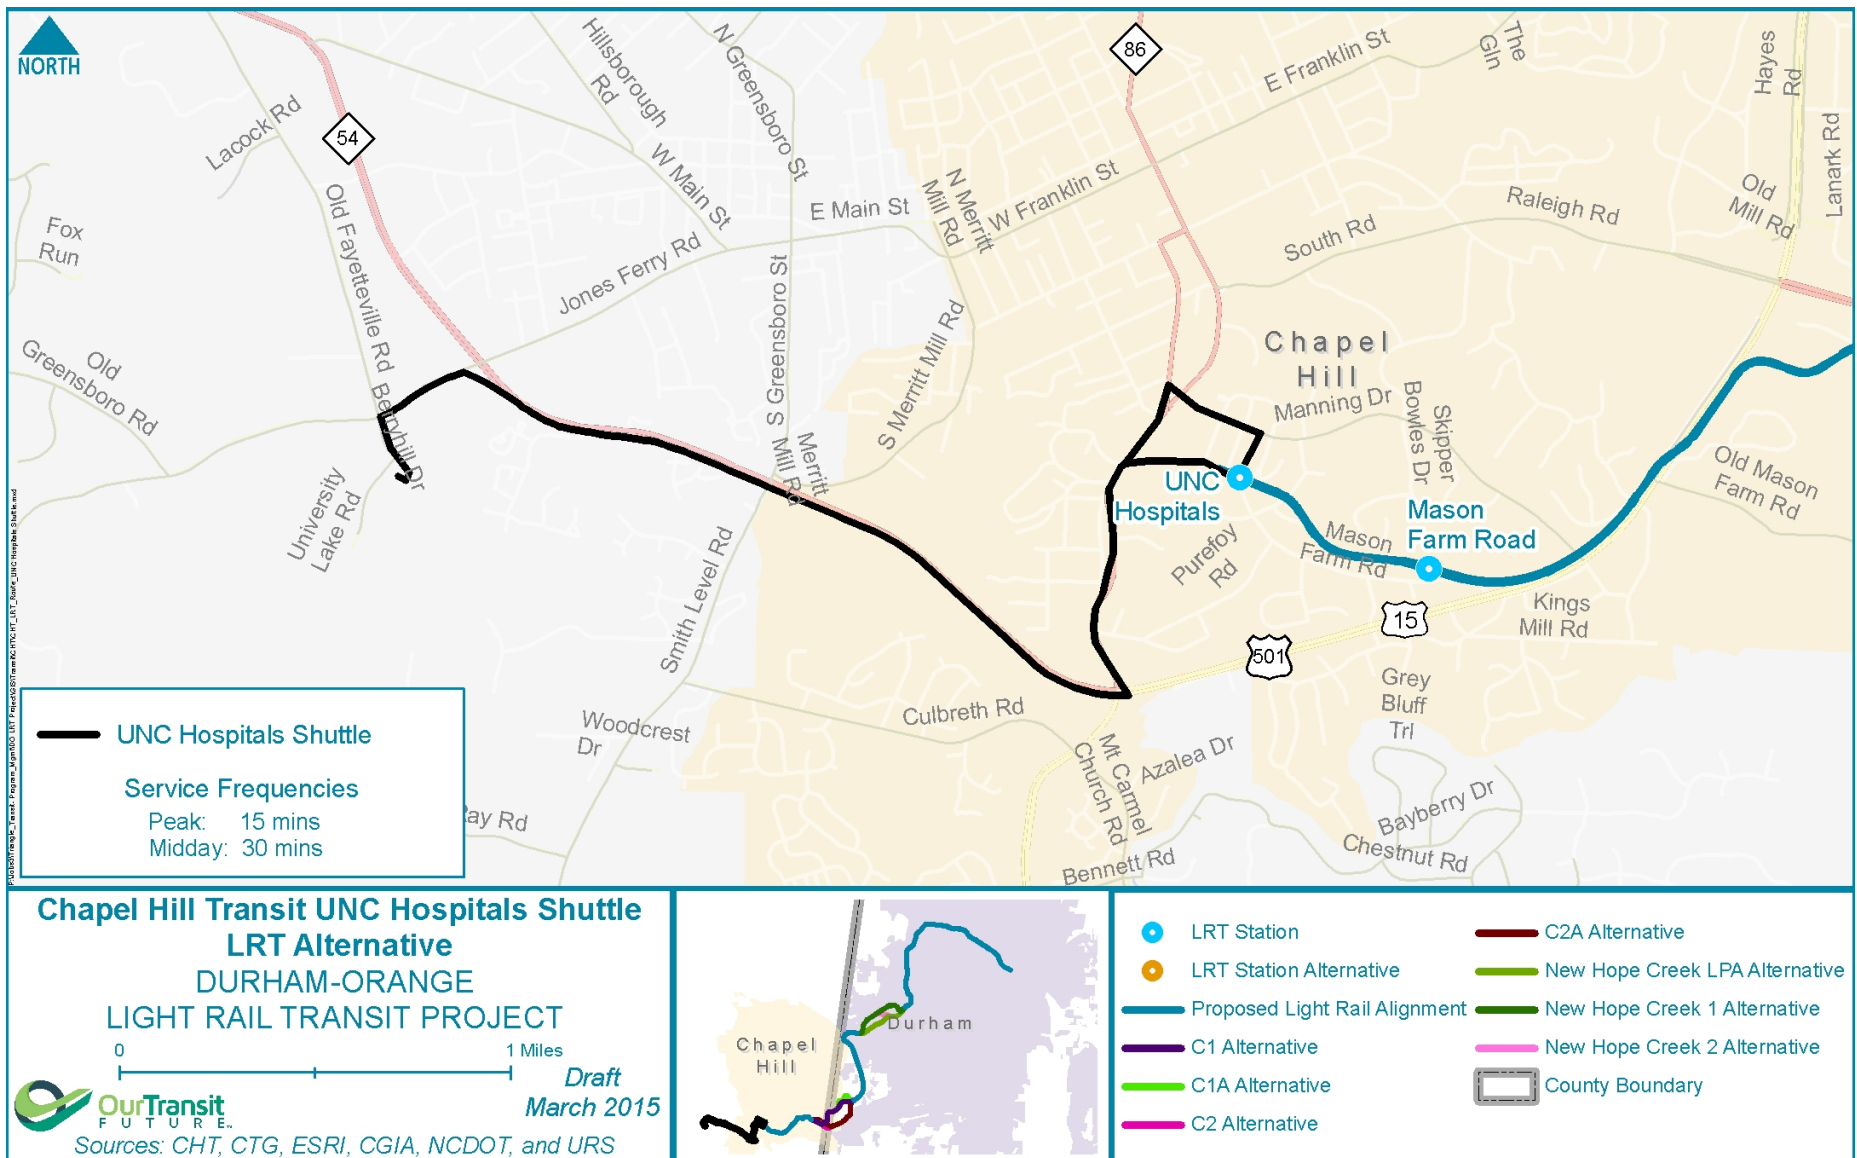 NORTH
86
54
Lacock Rd
Hillsborough
Rd
N Greensboro St
W Main St
E Main St
N Merritt
Mill Rd
W Franklin St
E Franklin St
The
Gln
Hayes
Rd
Lanark Rd
Old
Mill Rd
Raleigh Rd
South Rd
Fox
Run
Old Fayetteville Rd
Jones Ferry Rd
S Greensboro St
S Merritt Mill Rd
Old
Greensboro Rd
Berryhill Dr
University
Lake Rd
Merritt
Mill Rd
Smith Level Rd
Chapel
Hill
Manning Dr
Skipper
Bowles Dr
UNC
Hospitals
Purefoy
Rd
Mason
Farm Rd
Mason
Farm Road
Old Mason
Farm Rd
Kings
Mill Rd
15
501
Grey
Bluff
Trl
Culbreth Rd
Woodcrest
Dr
Mt Carmel
Church Rd
Azalea Dr
Bayberry Dr
Chestnut Rd
Bennett Rd
Ray Rd
UNC Hospitals Shuttle
Service Frequencies
Peak: 15 mins
Midday: 30 mins
Chapel Hill Transit UNC Hospitals Shuttle
LRT Alternative
DURHAM-ORANGE
LIGHT RAIL TRANSIT PROJECT
0 1 Miles
Draft
March 2015
OurTransit
FUTURE
Sources: CHT, CTG, ESRI, CGIA, NCDOT, and URS
Durham
Chapel
Hill
LRT Station
LRT Station Alternative
Proposed Light Rail Alignment
C1 Alternative
C1A Alternative
C2 Alternative
C2A Alternative
New Hope Creek LPA Alternative
New Hope Creek 1 Alternative
New Hope Creek 2 Alternative
County Boundary